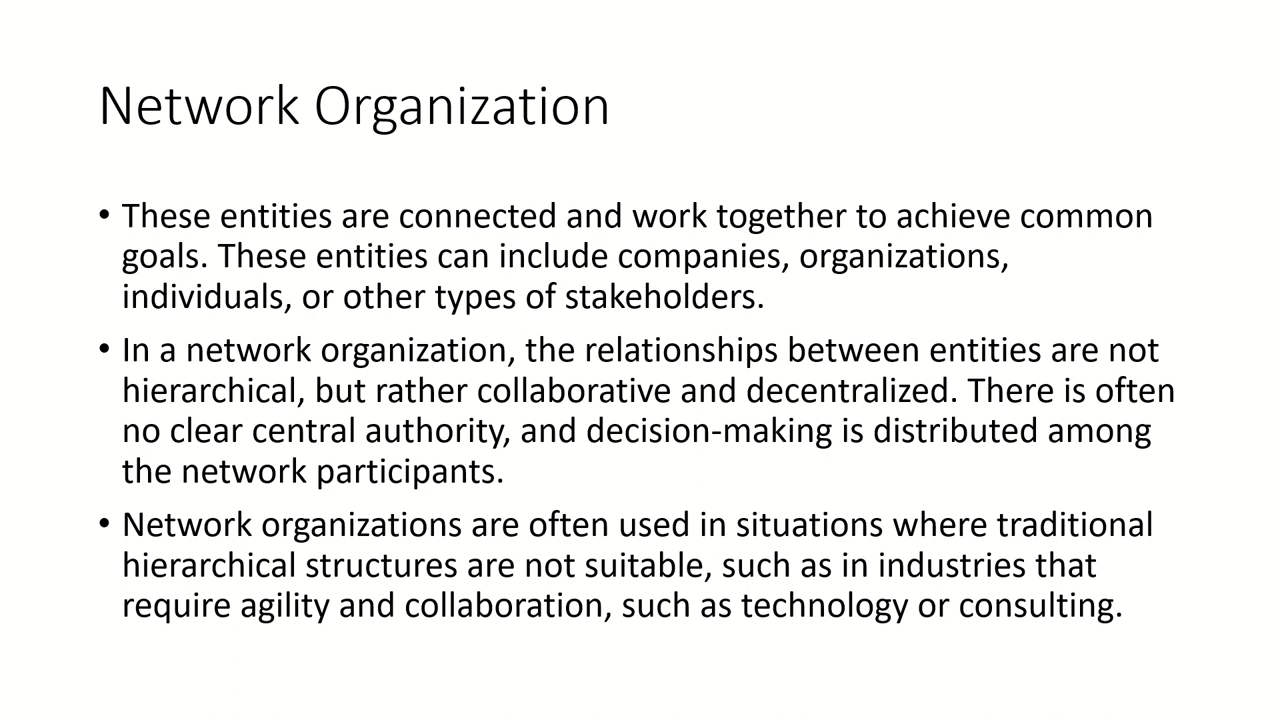 Network Organization
• These entities are connected and work together to achieve common
goals. These entities can include companies, organizations,
individuals, or other types of stakeholders.
• In a network organization, the relationships between entities are not
hierarchical, but rather collaborative and decentralized. There is often
no clear central authority, and decision-making is distributed among
the network participants.
• Network organizations are often used in situations where traditional
hierarchical structures are not suitable, such as in industries that
require agility and collaboration, such as technology or consulting.